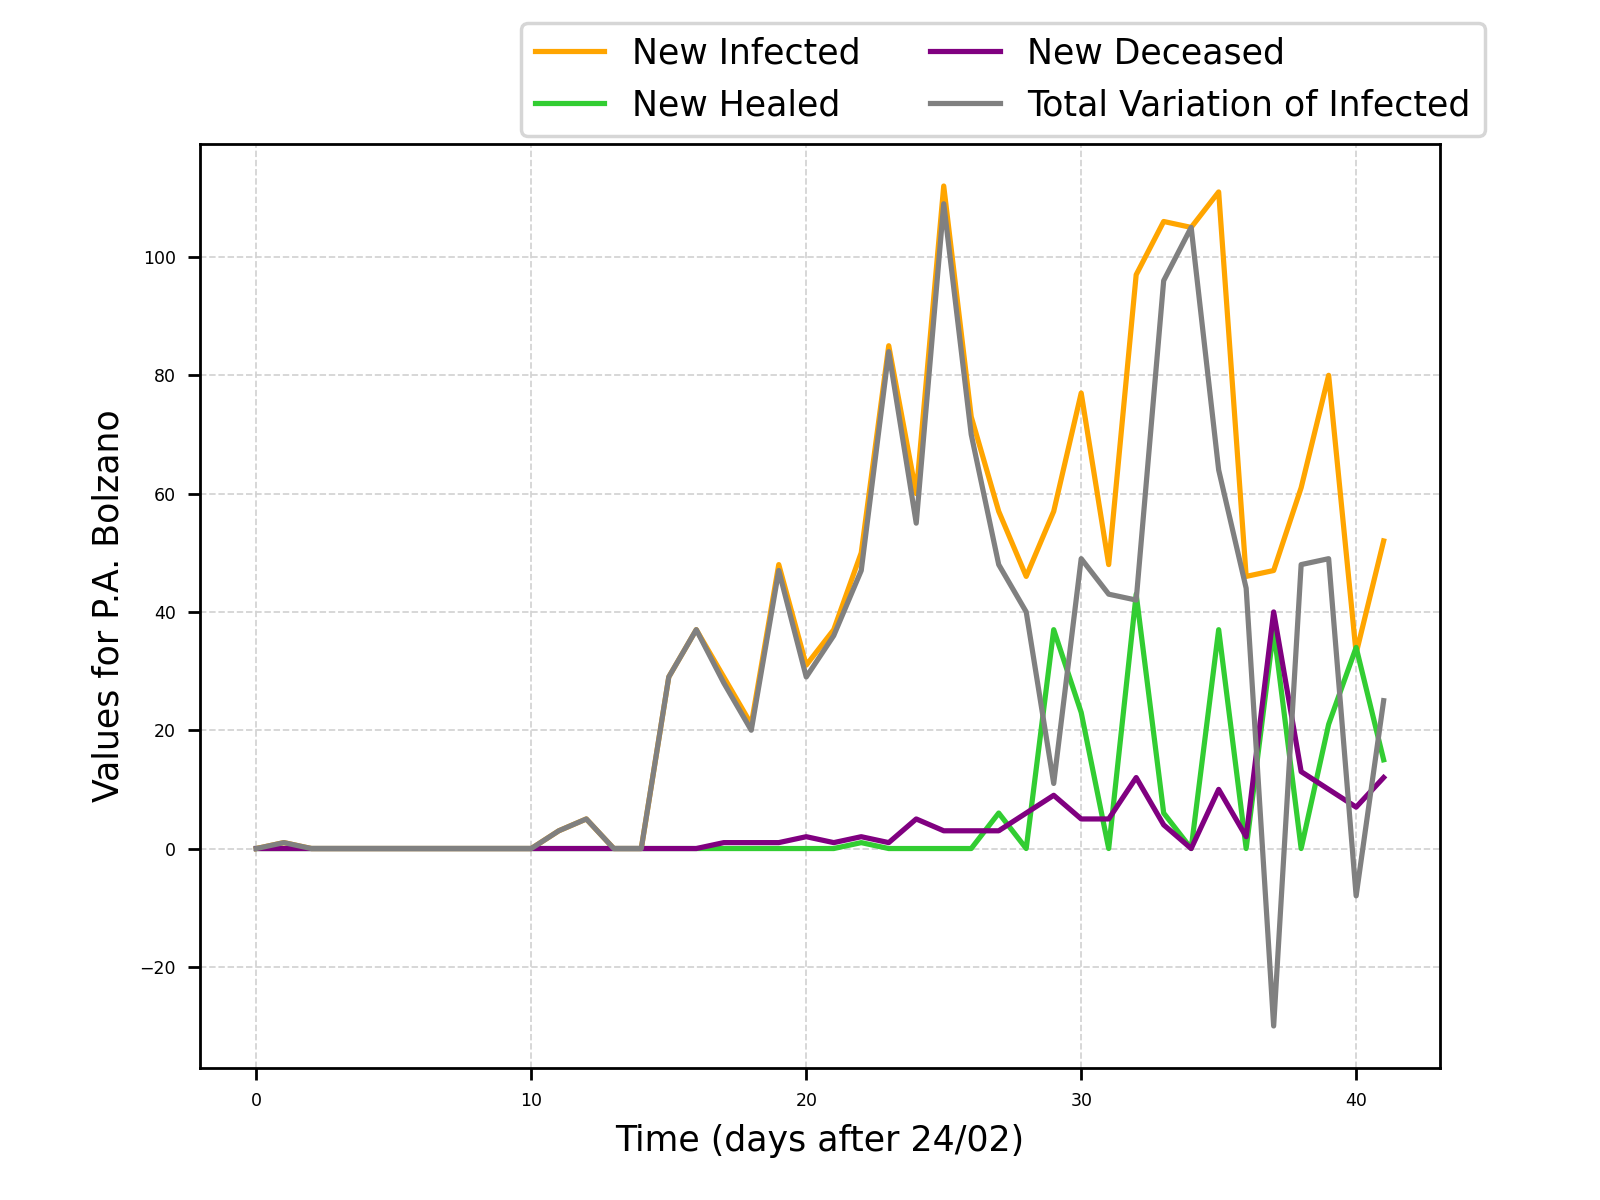 New Infected
New Healed
New Deceased
Total Variation of Infected
Values for P.A. Bolzano
100
80
60
40
20
0
−20
0 10 20 30 40
Time (days after 24/02)